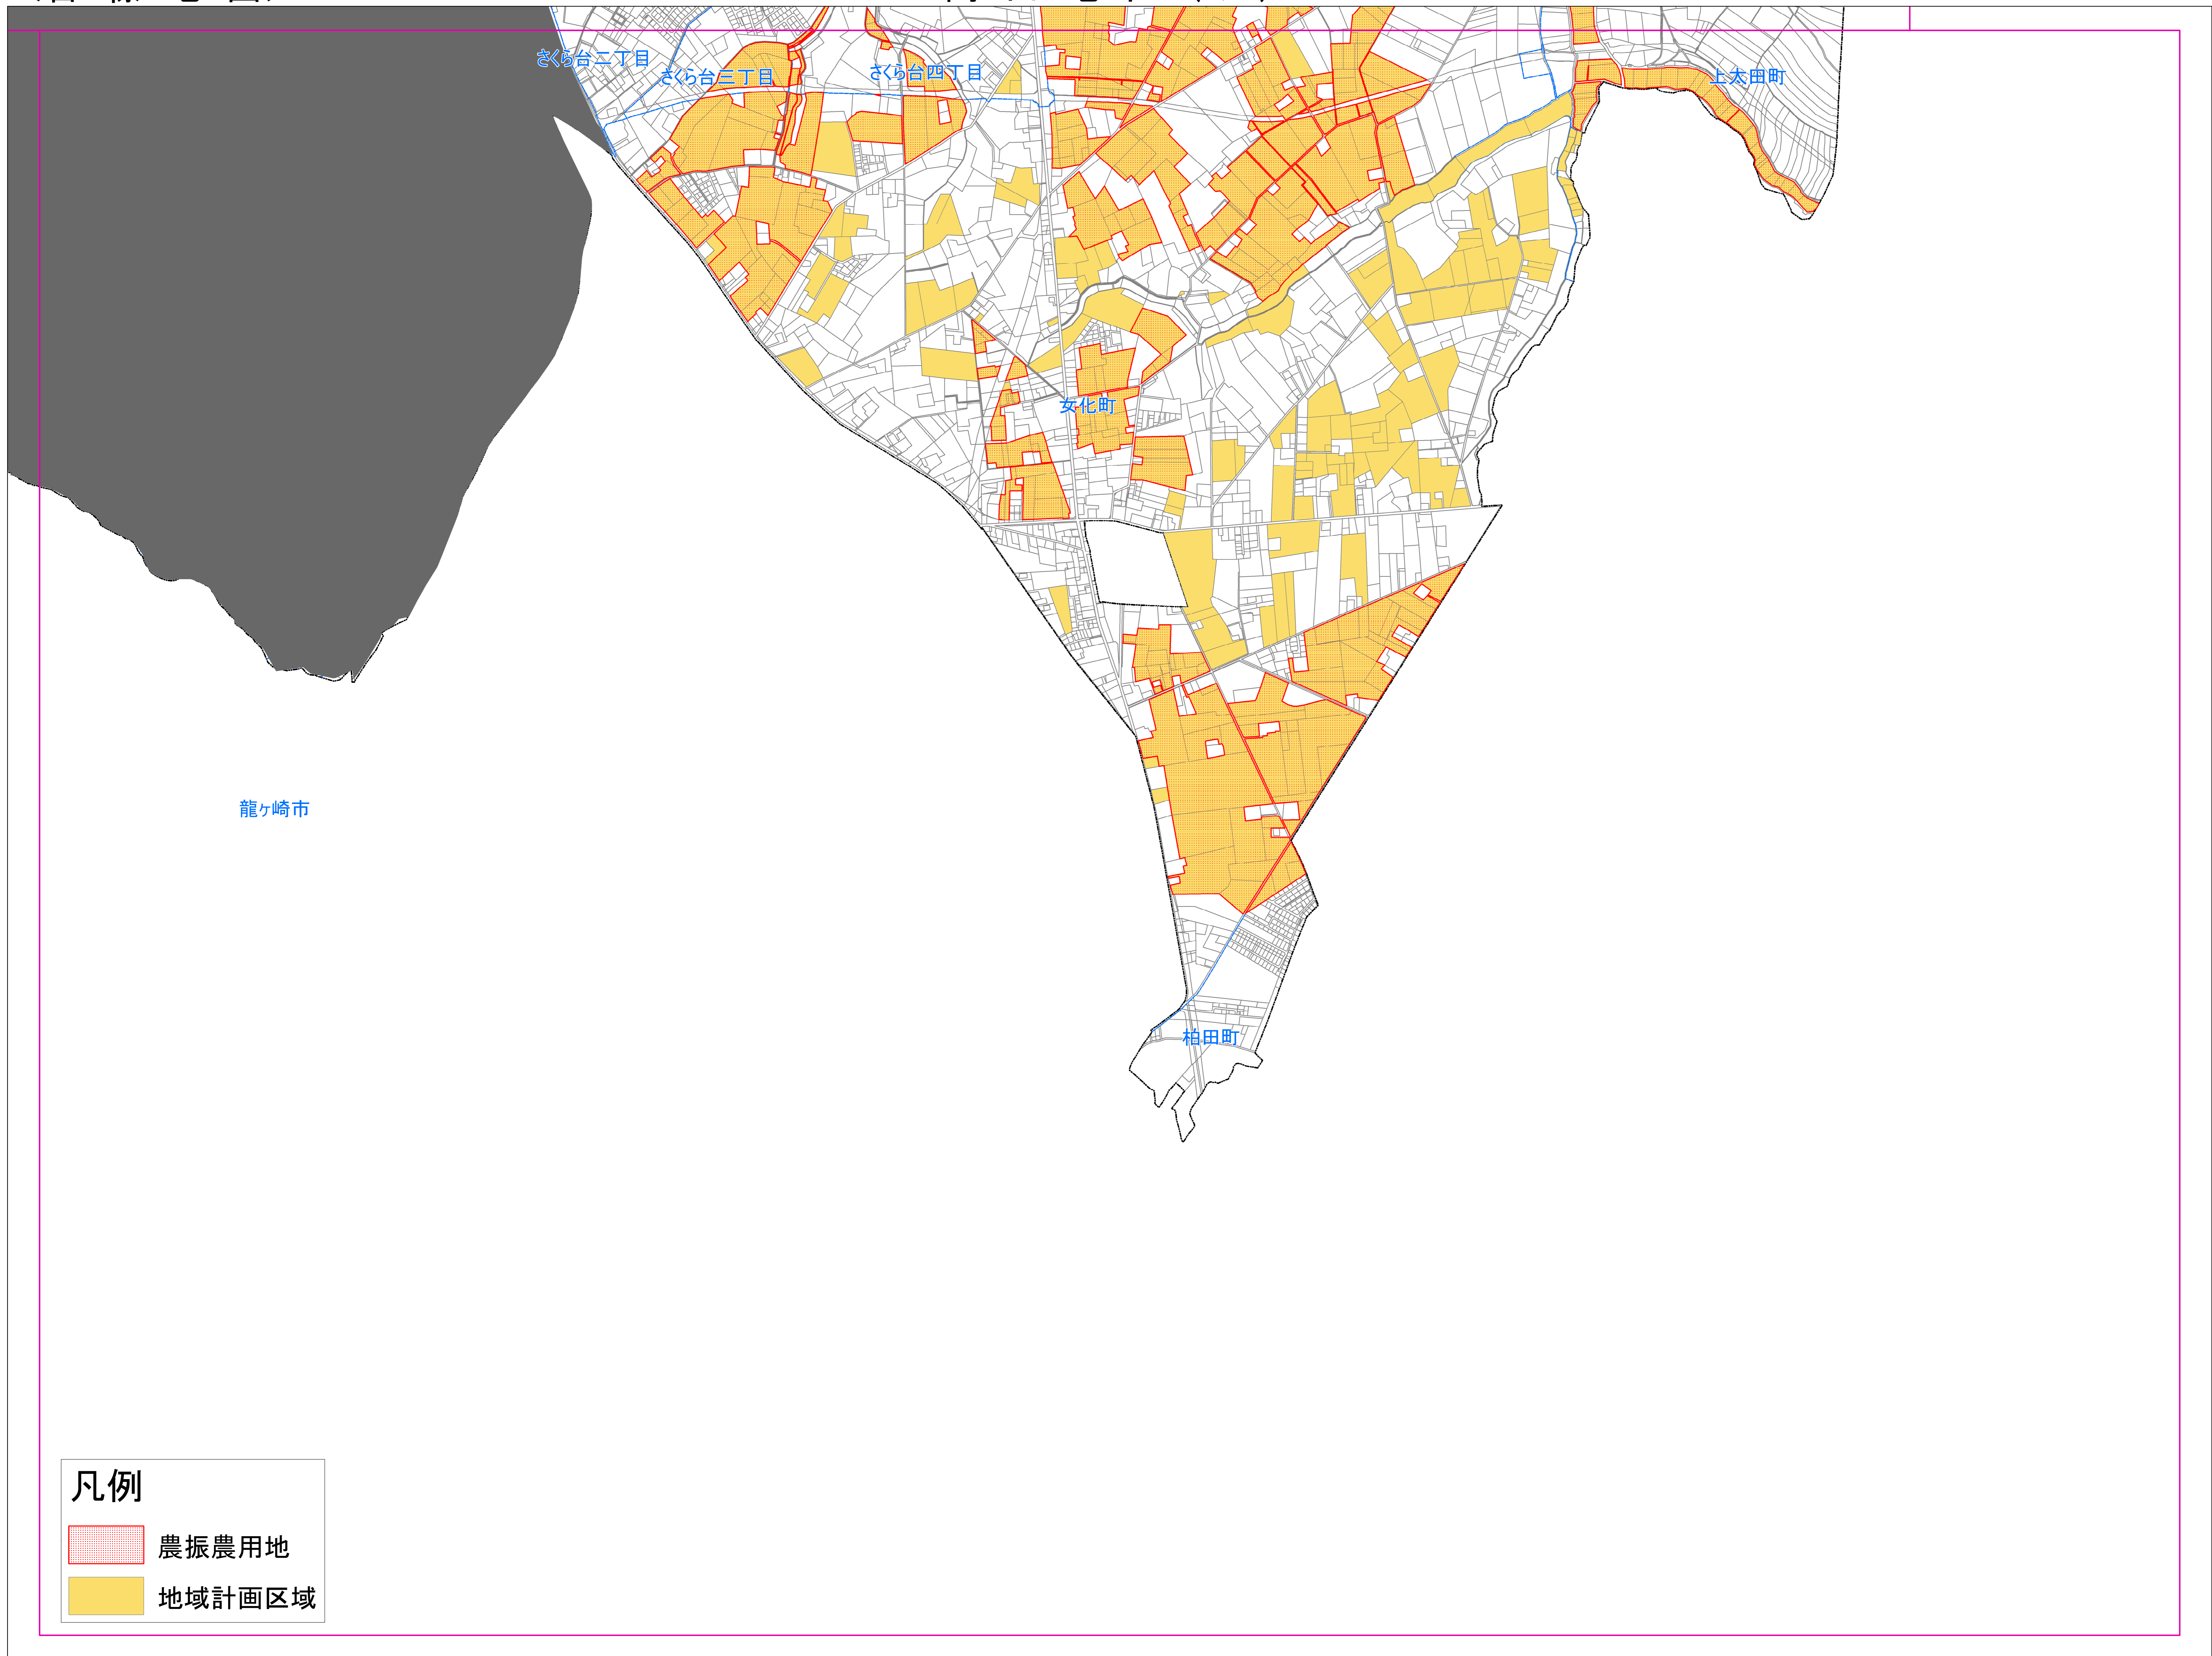 さくら台二丁目
さくら台三丁目
さくら台四丁目
上太田町
女化町
龍ヶ崎市
柏田町
凡例
農振農用地
地域計画区域